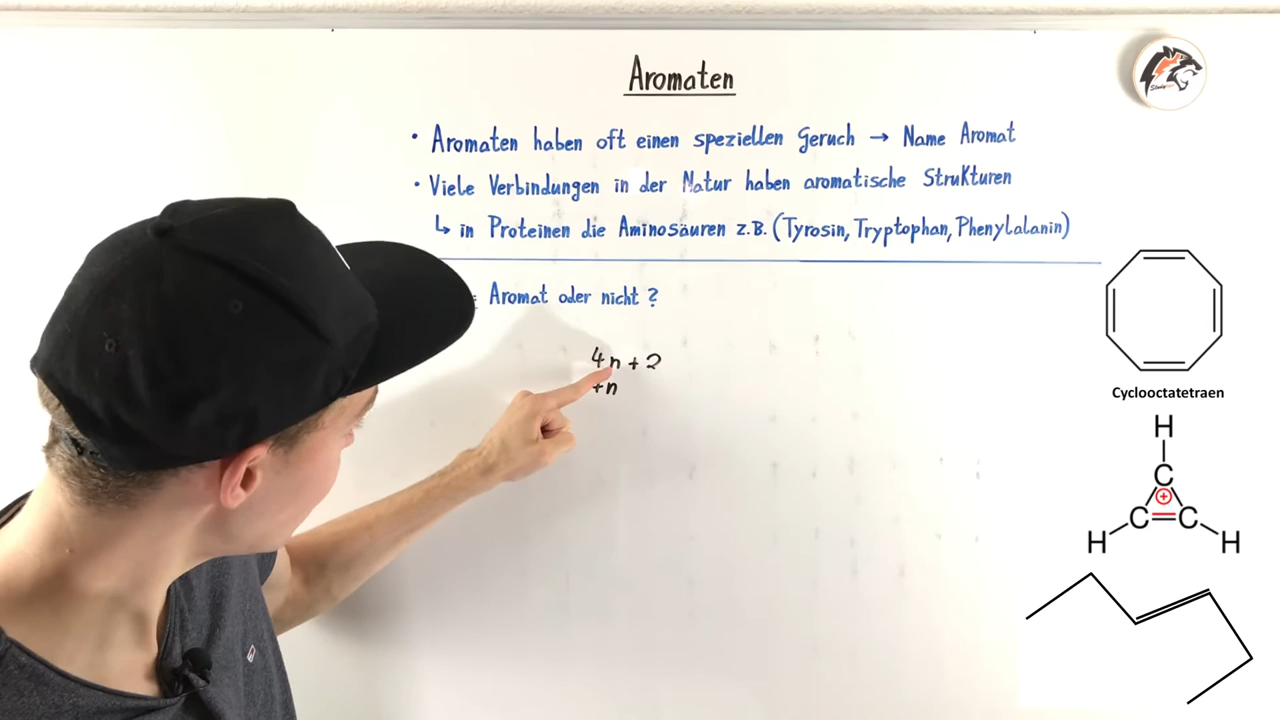 Aromaten
• Aromaten haben oft einen speziellen Geruch → Name Aromat
• Viele Verbindungen in der Natur haben aromatische Strukturen
↳ in Proteinen die Aminosäuren z.B. (Tyrosin, Tryptophan, Phenylalanin)
Aromat oder nicht?
4n+2
n
Cyclooctatetraen
H
C
⊕
C=C
H H